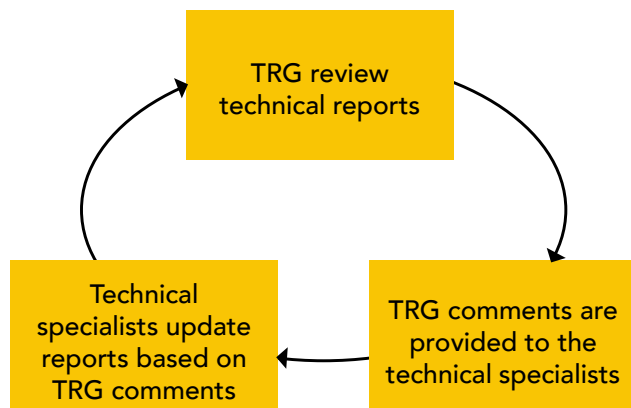 TRG review
technical reports
TRG comments are
provided to the
technical specialists
Technical
specialists update
reports based on
TRG comments